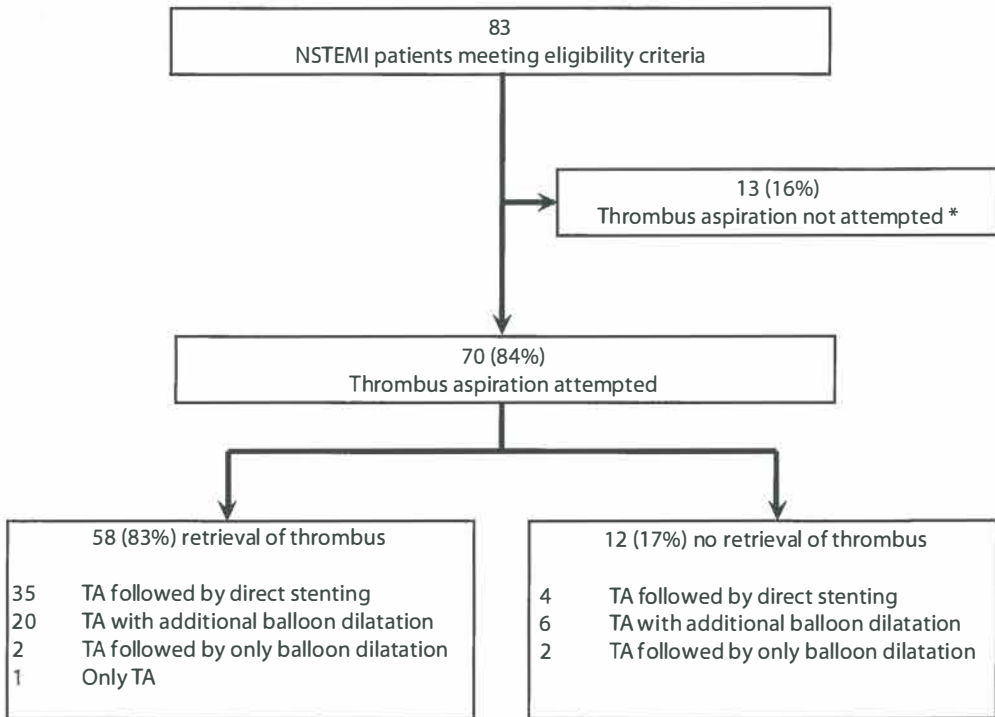 83
NSTEMI patients meeting eligibility criteria
13 (16%)
Thrombus aspiration not attempted *
70 (84%)
Thrombus aspiration attempted
58 (83%) retrieval of thrombus
35 TA followed by direct stenting
20 TA with additional balloon dilatation
2 TA followed by only balloon dilatation
1 Only TA
12 (17%) no retrieval of thrombus
4 TA followed by direct stenting
6 TA with additional balloon dilatation
2 TA followed by only balloon dilatation